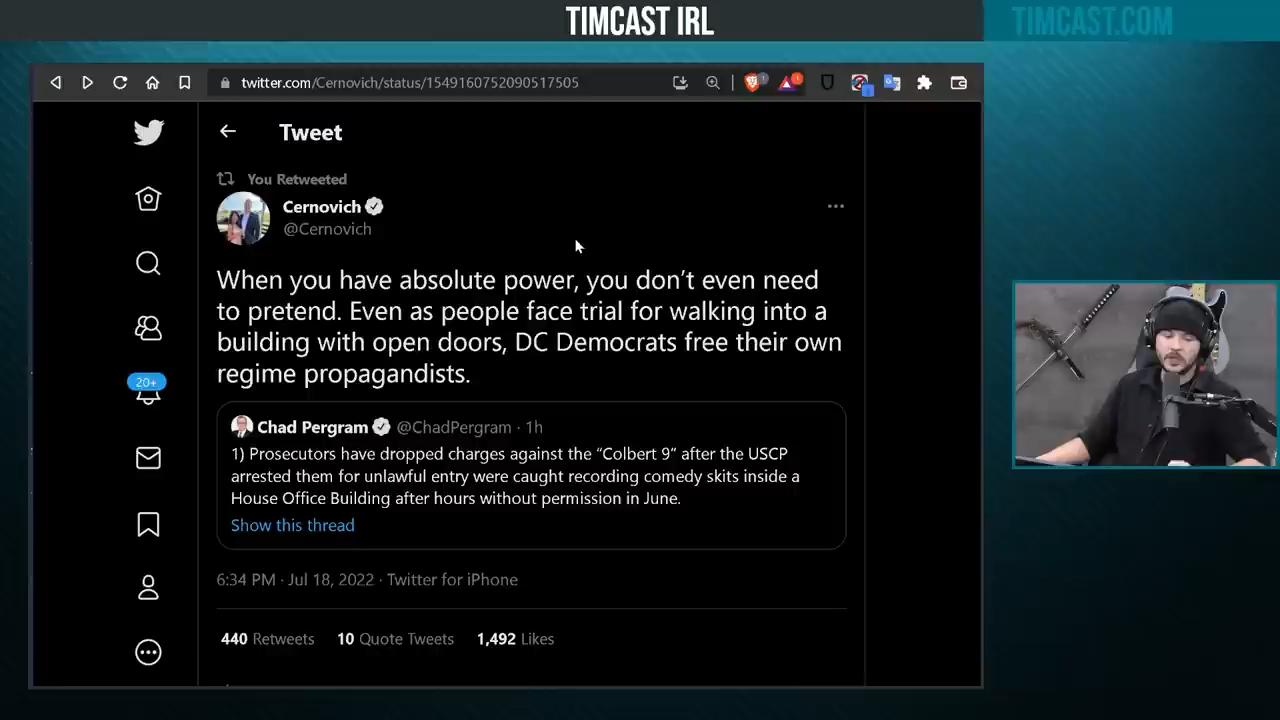 TIMCAST IRL
TIMCAST.COM
twitter.com/Cernovich/status/1549160752090517505
Tweet
You Retweeted
Cernovich
@Cernovich
When you have absolute power, you don’t even need
to pretend. Even as people face trial for walking into a
building with open doors, DC Democrats free their own
regime propagandists.
Chad Pergram @ChadPergram · 1h
1) Prosecutors have dropped charges against the “Colbert 9” after the USCP
arrested them for unlawful entry were caught recording comedy skits inside a
House Office Building after hours without permission in June.
Show this thread
6:34 PM · Jul 18, 2022 · Twitter for iPhone
440 Retweets 10 Quote Tweets 1,492 Likes
20+
1
1